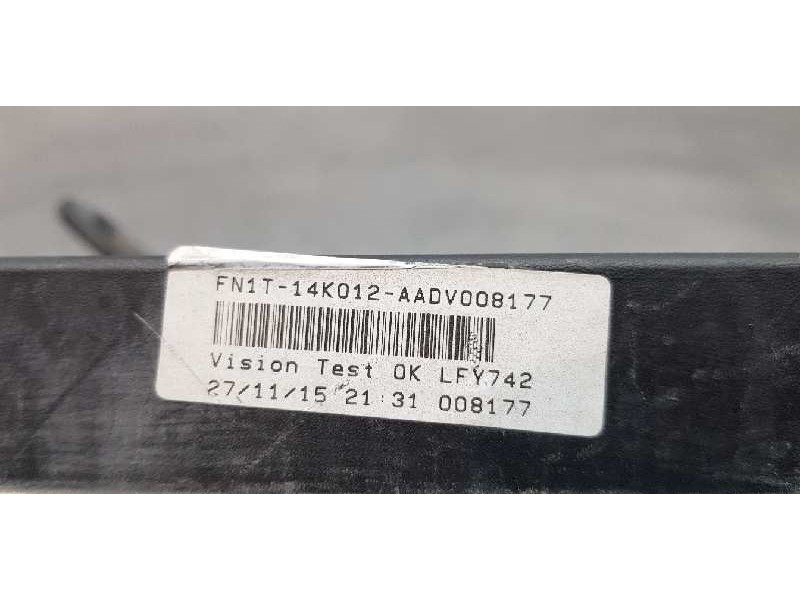 FN1T-14K012-AADV008177
Vision Test OK LFY742
27/11/15 21:31 008177